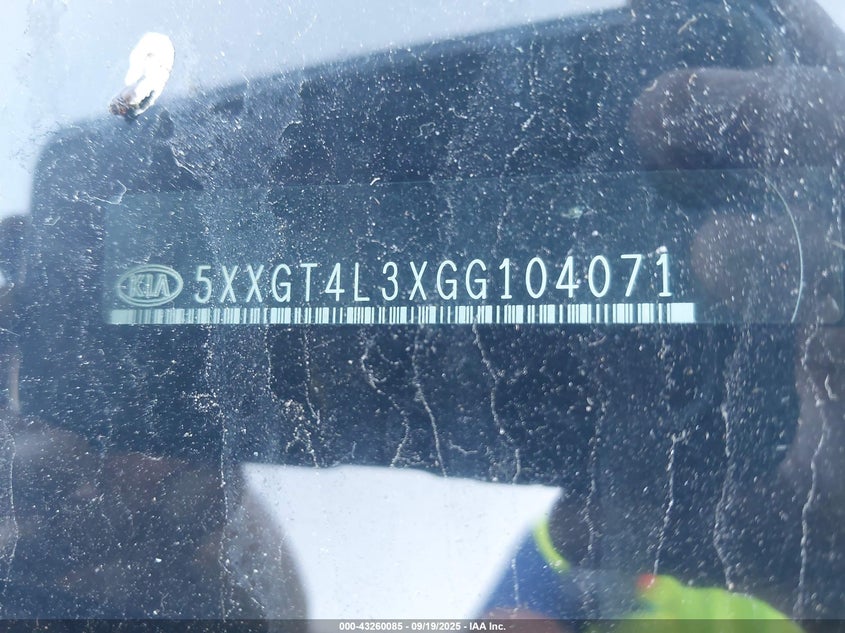 KIA 5XXGT4L3XGG104071
000-43260085 - 09/19/2025 - IAA Inc.